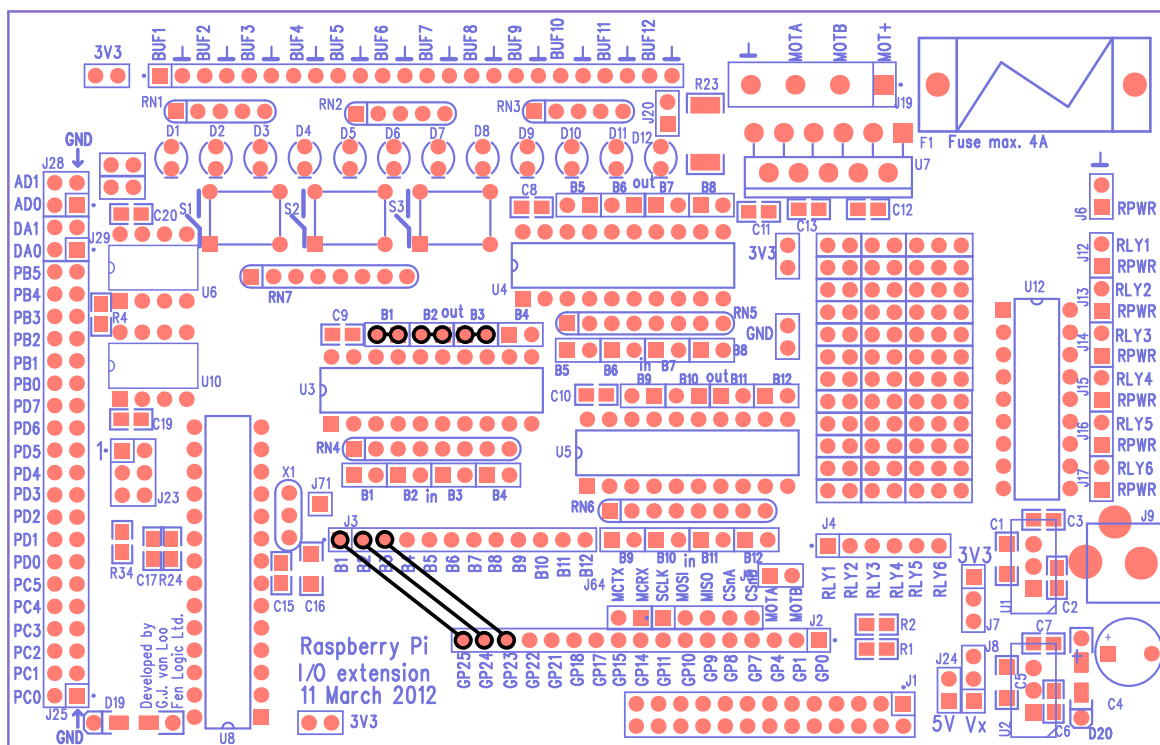 3V3
BUF1 BUF2 BUF3 BUF4 BUF5 BUF6 BUF7 BUF8 BUF9 BUF10 BUF11 BUF12
MOTA MOTB MOT+
RN1 RN2 RN3 J20 R23 J19
F1 Fuse max. 4A
D1 D2 D3 D4 D5 D6 D7 D8 D9 D10 D11 D12
U7
GND
J28
AD1
AD0
DA1
DA0
J29
C20
S1 S2 S3
C8 B5 B6 out B7 B8
C11 C13 C12
J6 RPWR
PB5
PB4
PB3
PB2
PB1
PB0
PD7
PD6
PD5
PD4
PD3
PD2
PD1
PD0
PC5
PC4
PC3
PC2
PC1
PC0
J25
GND
R4
U6
RN7
U4
3V3
GND
J12 RLY1
RPWR
J13 RLY2
RPWR
J14 RLY3
RPWR
J15 RLY4
RPWR
J16 RLY5
RPWR
J17 RLY6
RPWR
U12
U10
C19
C9 B1 B2 out B3 B4
RN5
B5 B6 in B7 B8
U3
C10 B9 B10 out B11 B12
U5
RN4
B1 B2 in B3 B4
RN6
B9 B10 in B11 B12
1
J23
X1
J71
R34 C17 R24
C15 C16
J3
B1 B2 B3 B4 B5 B6 B7 B8 B9 B10 B11 B12
J64
MCTX MCRX SCLK MOSI MISO CSnA CSnB
MOTA MOTB
J4
RLY1 RLY2 RLY3 RLY4 RLY5 RLY6
C1 C3 J9
3V3
U1 C2
J7
J2
GP25 GP24 GP23 GP22 GP21 GP18 GP17 GP15 GP14 GP11 GP10 GP9 GP8 GP7 GP4 GP1 GP0
R2
R1
C7
J8
J24
C5
U2 C6
+
+
C4
D20
5V Vx
J1
Raspberry Pi
I/O extension
11 March 2012
3V3
Developed by
G.J. van Loo
Fen Logic Ltd.
D19
U8